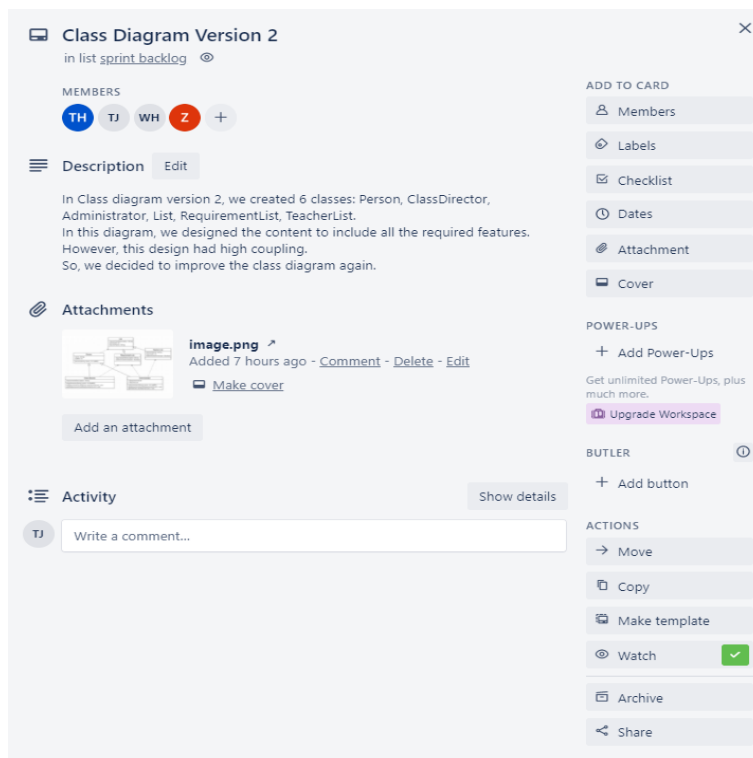 Class Diagram Version 2
in list sprint backlog
MEMBERS
TH TJ WH Z +
Description Edit
In Class diagram version 2, we created 6 classes: Person, ClassDirector,
Administrator, List, RequirementList, TeacherList.
In this diagram, we designed the content to include all the required features.
However, this design had high coupling.
So, we decided to improve the class diagram again.
Attachments
image.png ↗
Added 7 hours ago - Comment - Delete - Edit
Make cover
Add an attachment
Activity Show details
TJ Write a comment...
ADD TO CARD
Members
Labels
Checklist
Dates
Attachment
Cover
POWER-UPS
+ Add Power-Ups
Get unlimited Power-Ups, plus
much more.
Upgrade Workspace
BUTLER
+ Add button
ACTIONS
→ Move
Copy
Make template
Watch
Archive
Share